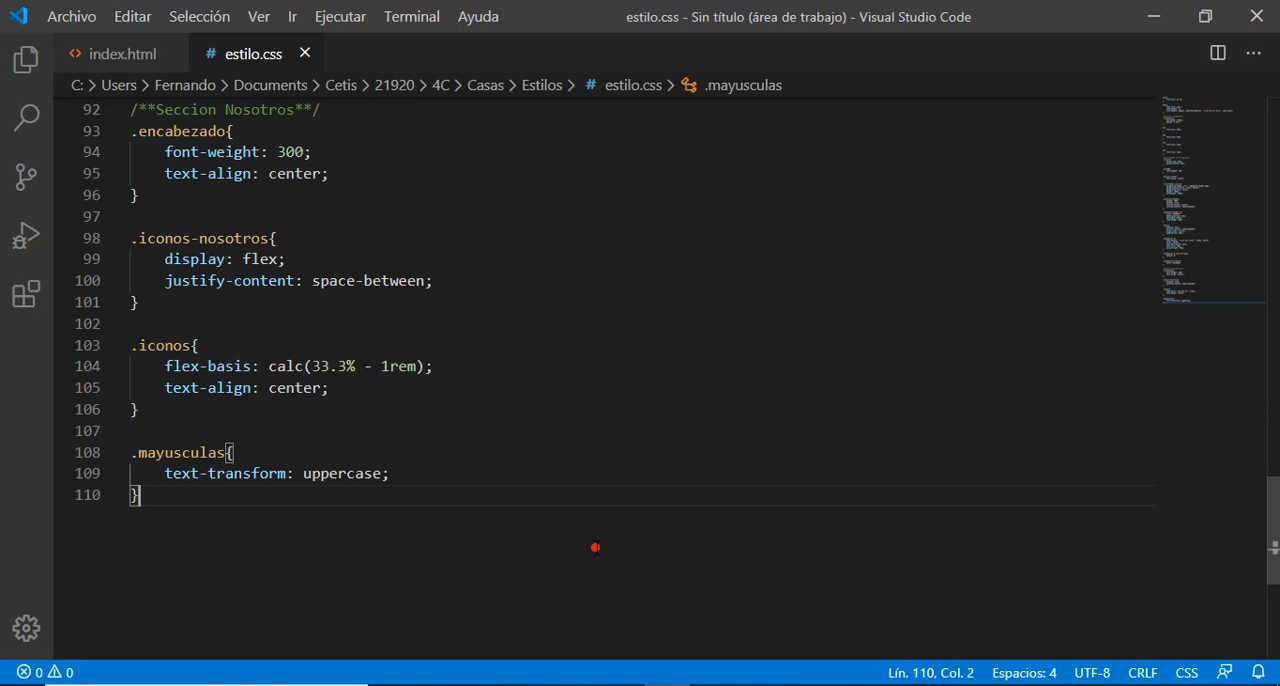 Archivo Editar Selección Ver Ir Ejecutar Terminal Ayuda estilo.css - Sin título (área de trabajo) - Visual Studio Code
<> index.html # estilo.css ×
C: > Users > Fernando > Documents > Cetis > 21920 > 4C > Casas > Estilos > # estilo.css > .mayusculas
92 /**Seccion Nosotros**/
93 .encabezado{
94 font-weight: 300;
95 text-align: center;
96 }
97
98 .iconos-nosotros{
99 display: flex;
100 justify-content: space-between;
101 }
102
103 .iconos{
104 flex-basis: calc(33.3% - 1rem);
105 text-align: center;
106 }
107
108 .mayusculas{
109 text-transform: uppercase;
110 }
0 0 Lín. 110, Col. 2 Espacios: 4 UTF-8 CRLF CSS